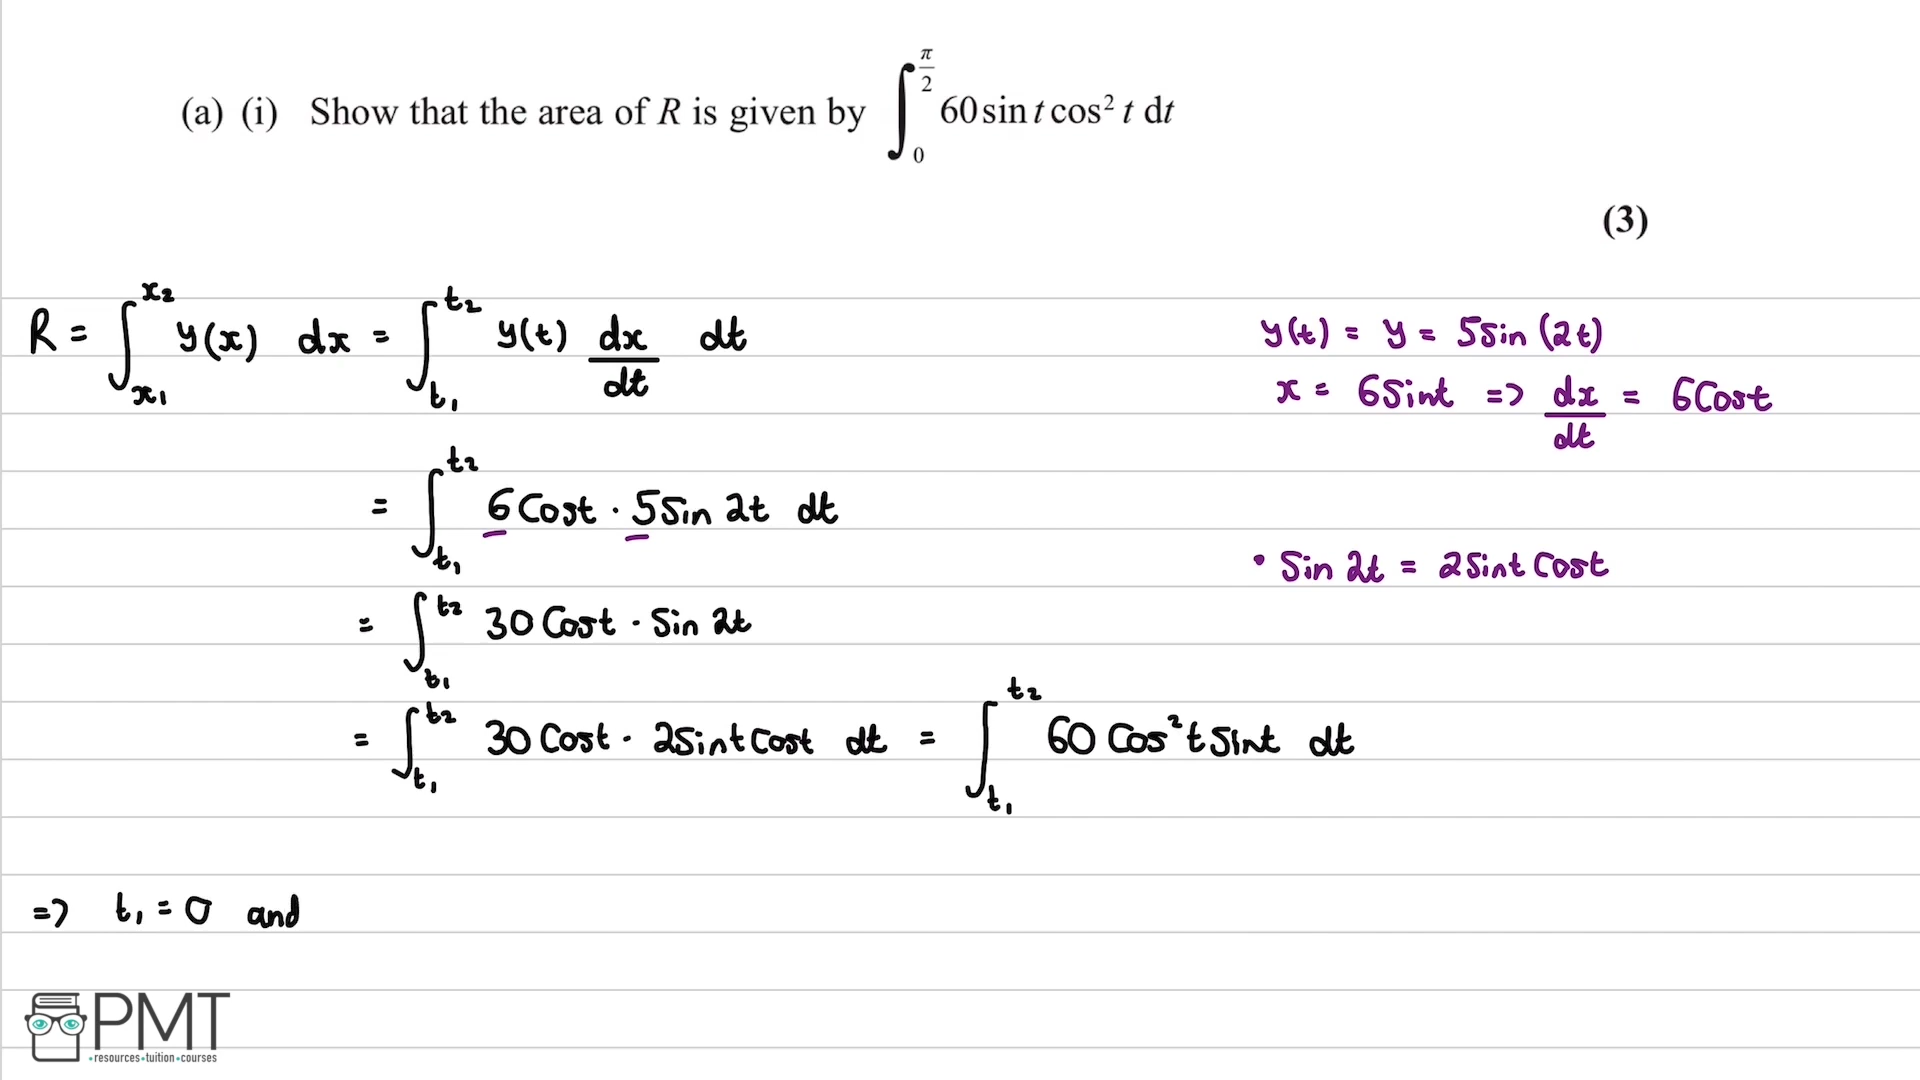 (a) (i) Show that the area of R is given by ∫₀^{π/2} 60 sin t cos² t dt
(3)
R = ∫_{x₁}^{x₂} y(x) dx = ∫_{t₁}^{t₂} y(t) dx/dt dt
y(t) = y = 5Sin (2t)
x = 6Sint => dx/dt = 6Cost
= ∫_{t₁}^{t₂} 6Cost · 5Sin 2t dt
• Sin 2t = 2Sint Cost
= ∫_{t₁}^{t₂} 30 Cost · Sin 2t
= ∫_{t₁}^{t₂} 30 Cost · 2Sint Cost dt = ∫_{t₁}^{t₂} 60 Cos²t Sint dt
=> t₁ = 0 and
PMT
•resources•tuition•courses